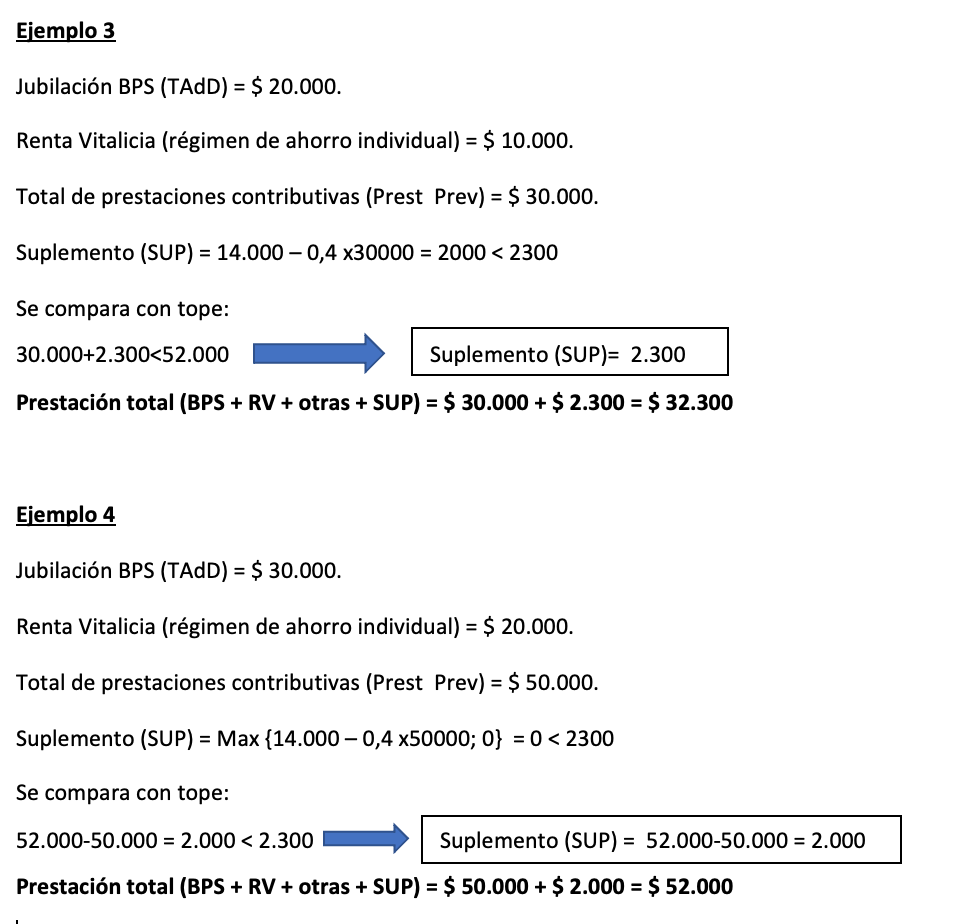 Ejemplo 3
Jubilación BPS (TAdD) = $ 20.000.
Renta Vitalicia (régimen de ahorro individual) = $ 10.000.
Total de prestaciones contributivas (Prest  Prev) = $ 30.000.
Suplemento (SUP) = 14.000 – 0,4 x30000 = 2000 < 2300
Se compara con tope:
30.000+2.300<52.000 Suplemento (SUP)=  2.300
Prestación total (BPS + RV + otras + SUP) = $ 30.000 + $ 2.300 = $ 32.300
Ejemplo 4
Jubilación BPS (TAdD) = $ 30.000.
Renta Vitalicia (régimen de ahorro individual) = $ 20.000.
Total de prestaciones contributivas (Prest  Prev) = $ 50.000.
Suplemento (SUP) = Max {14.000 – 0,4 x50000; 0}  = 0 < 2300
Se compara con tope:
52.000-50.000 = 2.000 < 2.300 Suplemento (SUP) =  52.000-50.000 = 2.000
Prestación total (BPS + RV + otras + SUP) = $ 50.000 + $ 2.000 = $ 52.000